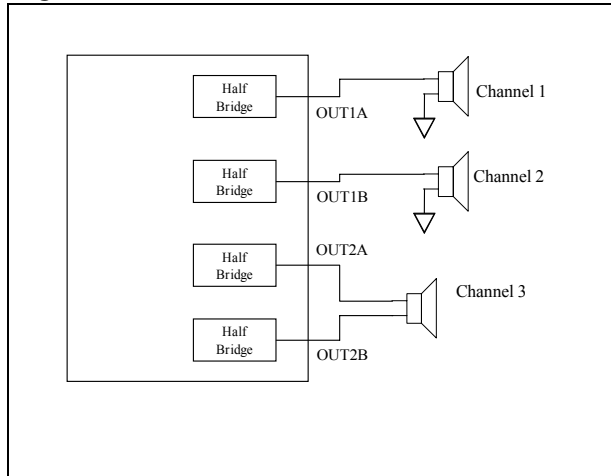 Half
Bridge
OUT1A
Channel 1
Half
Bridge
OUT1B
Channel 2
Half
Bridge
OUT2A
Channel 3
Half
Bridge
OUT2B